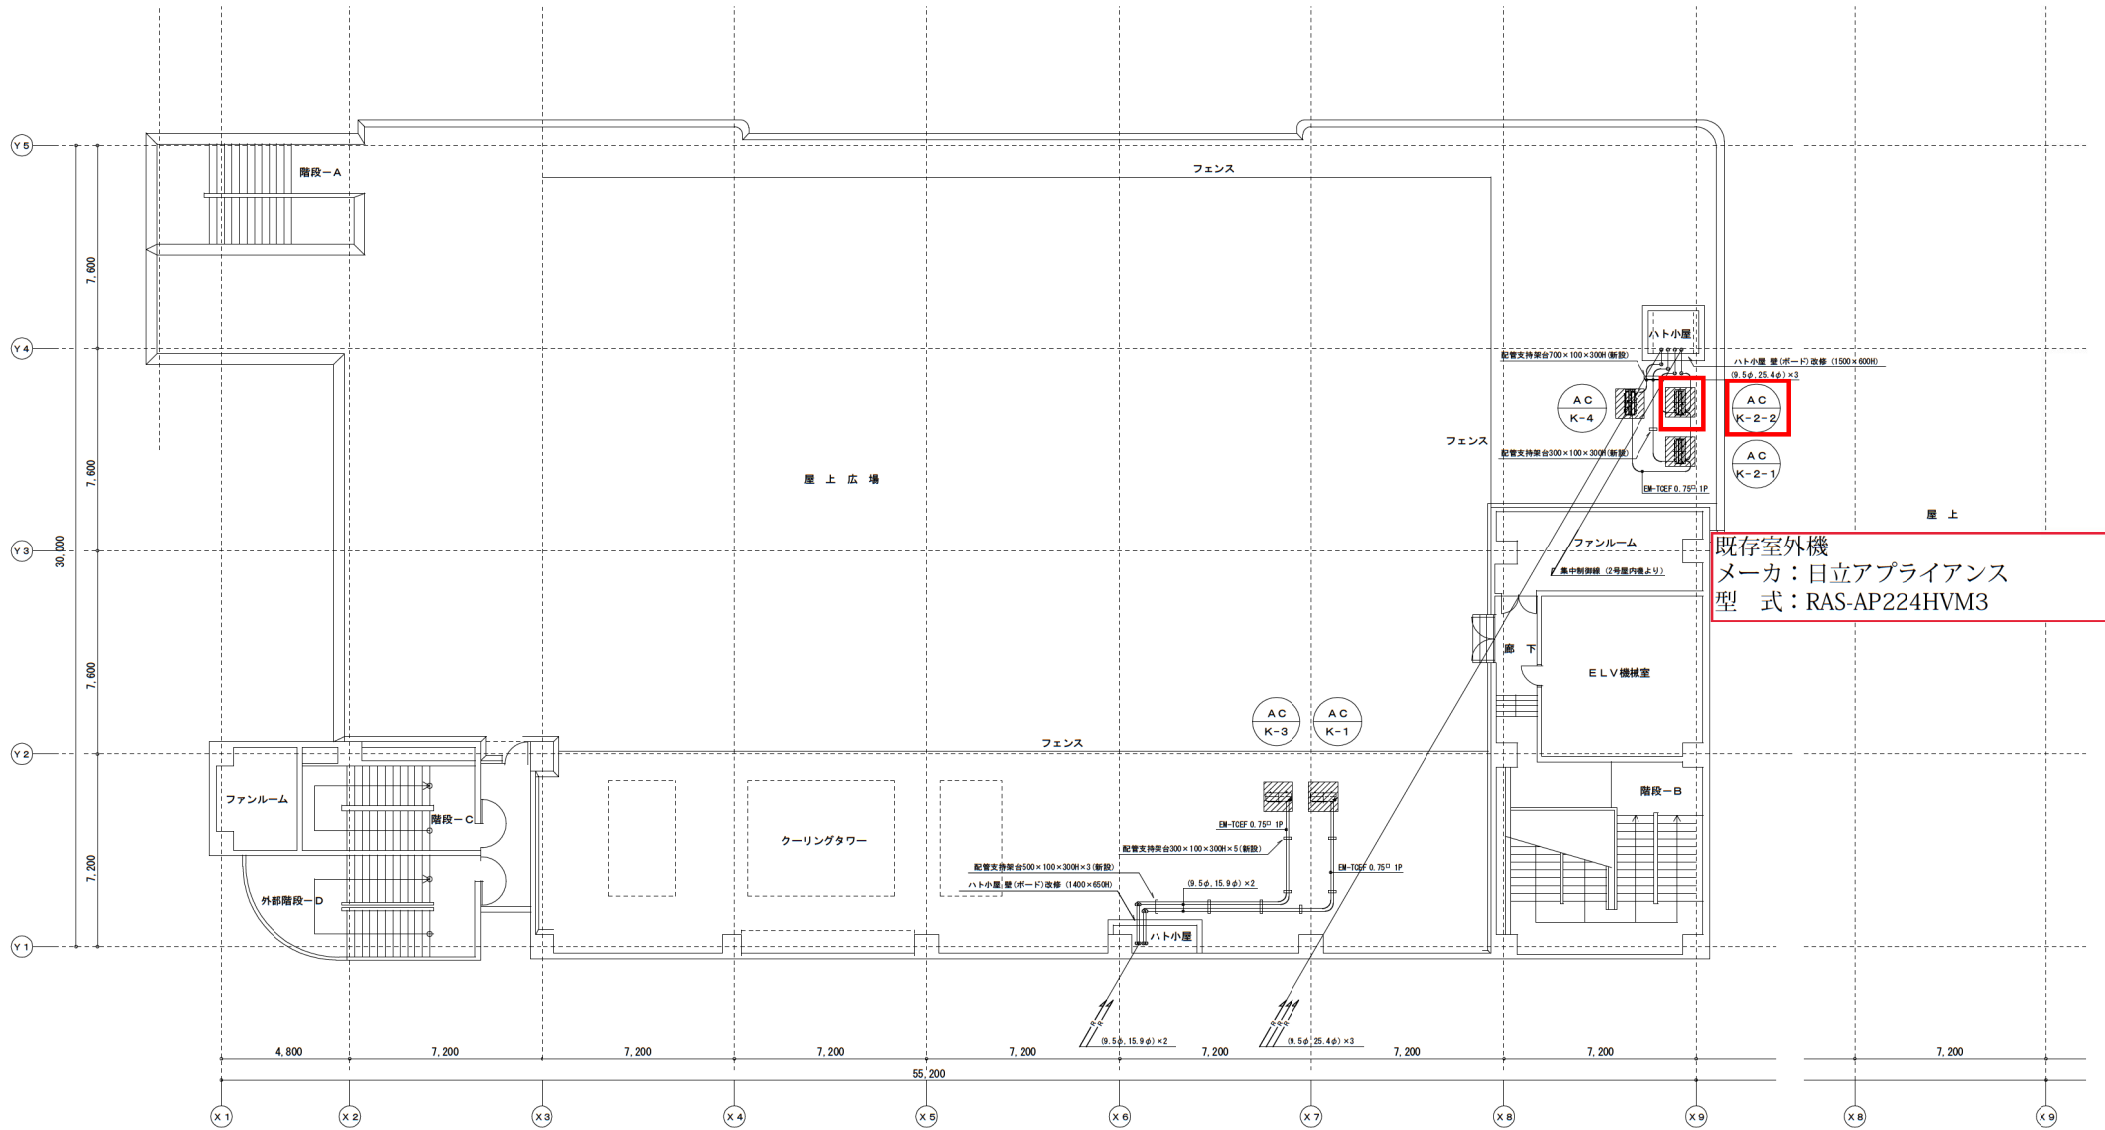 Y5
階段－A
フェンス
7,600
Y4
ハト小屋
配管支持架台700×100×300H(新設)
ハト小屋 壁(ボード)改修 (1500×600H)
(9.5φ,25.4φ)×3
AC
K-4
AC
K-2-2
フェンス
配管支持架台300×100×300H(新設)
AC
K-2-1
7,600
屋 上 広 場
EM-TCEF 0.75□ 1P
屋 上
30,000
Y3
ファンルーム
既存室外機
メーカ：日立アプライアンス
型　式：RAS-AP224HVM3
集中制御線 (2号屋内機より)
7,600
廊 下
ELV機械室
AC
K-3
AC
K-1
Y2
フェンス
ファンルーム
階段－C
階段－B
クーリングタワー
EM-TCEF 0.75□ 1P
配管支持架台300×100×300H×5(新設)
7,200
配管支持架台500×100×300H×3(新設)
EM-TCEF 0.75□ 1P
ハト小屋 壁(ボード)改修 (1400×650H)
(9.5φ,15.9φ)×2
外部階段－D
Y1
ハト小屋
R
R
R
R
R
(9.5φ,15.9φ)×2
(9.5φ,25.4φ)×3
4,800
7,200
7,200
7,200
7,200
7,200
7,200
7,200
7,200
55,200
X1
X2
X3
X4
X5
X6
X7
X8
X9
X8
X9